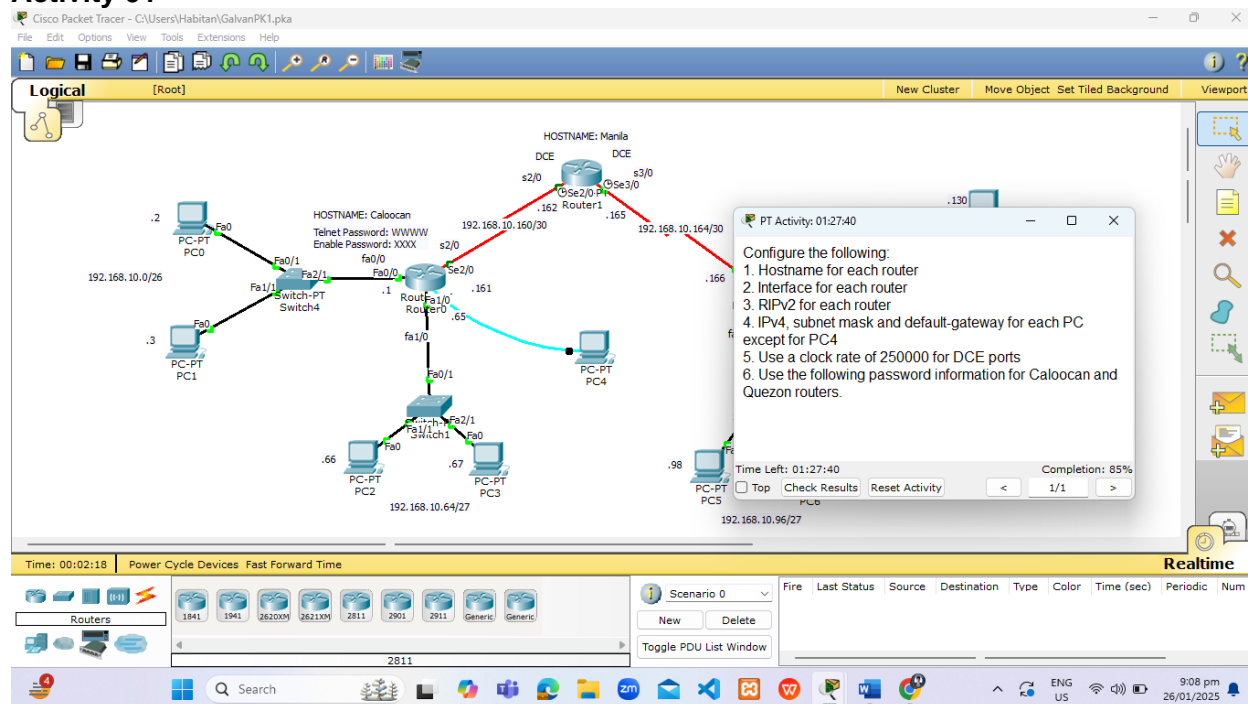 Cisco Packet Tracer - C:\Users\Habitan\GalvanPK1.pka
File Edit Options View Tools Extensions Help
Logical [Root] New Cluster Move Object Set Tiled Background Viewport
HOSTNAME: Manila
DCE DCE
s2/0 s3/0
Se2/0 Se3/0
.162 Router1 .165
192.168.10.160/30 192.168.10.164/30
.130
.2 Fa0
PC-PT
PC0
HOSTNAME: Caloocan
Telnet Password: WWWW
Enable Password: XXXX
s2/0
fa0/0
Fa0/1 Fa2/1 Fa0/0 Se2/0
192.168.10.0/26
Fa1/1 Switch-PT
Switch4
.1 Fa1/0 .161
Router0 .65
.166
Fa0
.3
PC-PT
PC1
fa1/0
PC-PT
PC4
Fa0/1
Fa2/1
Fa1/1
Switch1
Fa0 Fa0
.66 .67
PC-PT
PC2
PC-PT
PC3
192.168.10.64/27
.98
PC-PT
PC5
PC6
192.168.10.96/27
PT Activity: 01:27:40
Configure the following:
1. Hostname for each router
2. Interface for each router
3. RIPv2 for each router
4. IPv4, subnet mask and default-gateway for each PC
except for PC4
5. Use a clock rate of 250000 for DCE ports
6. Use the following password information for Caloocan and
Quezon routers.
Time Left: 01:27:40 Completion: 85%
Top Check Results Reset Activity < 1/1 >
Time: 00:02:18 Power Cycle Devices Fast Forward Time Realtime
Routers
1841 1941 2620XM 2621XM 2811 2901 2911 Generic Generic
2811
Scenario 0
New Delete
Toggle PDU List Window
Fire Last Status Source Destination Type Color Time (sec) Periodic Num
4
Search
zm
ENG
US
9:08 pm
26/01/2025